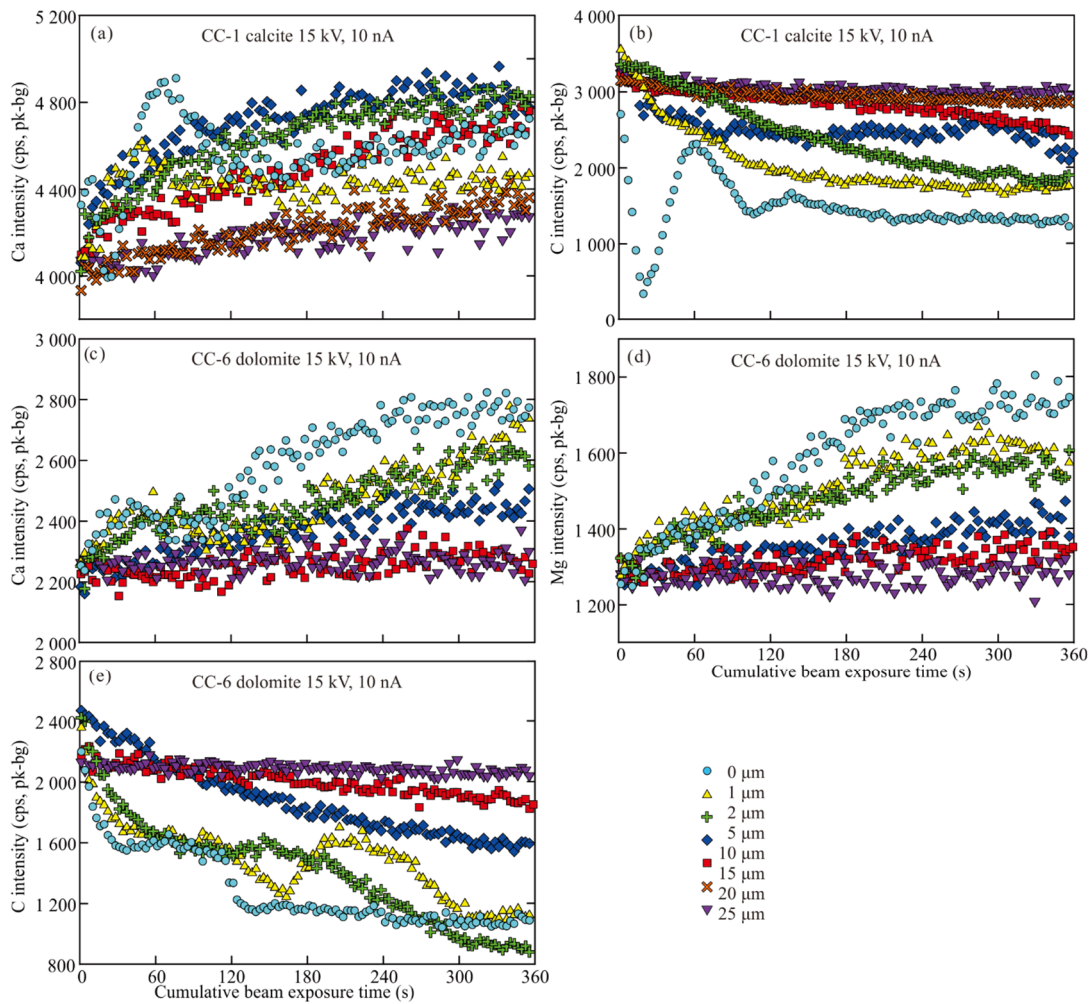 (a) CC-1 calcite 15 kV, 10 nA
5 200
4 800
4 400
4 000
Ca intensity (cps, pk-bg)
(b) CC-1 calcite 15 kV, 10 nA
4 000
3 000
2 000
1 000
0
C intensity (cps, pk-bg)
(c) CC-6 dolomite 15 kV, 10 nA
3 000
2 800
2 600
2 400
2 200
2 000
Ca intensity (cps, pk-bg)
(d) CC-6 dolomite 15 kV, 10 nA
1 800
1 600
1 400
1 200
Mg intensity (cps, pk-bg)
0 60 120 180 240 300 360
Cumulative beam exposure time (s)
(e) CC-6 dolomite 15 kV, 10 nA
2 800
2 400
2 000
1 600
1 200
800
C intensity (cps, pk-bg)
0 60 120 180 240 300 360
Cumulative beam exposure time (s)
0 μm
1 μm
2 μm
5 μm
10 μm
15 μm
20 μm
25 μm